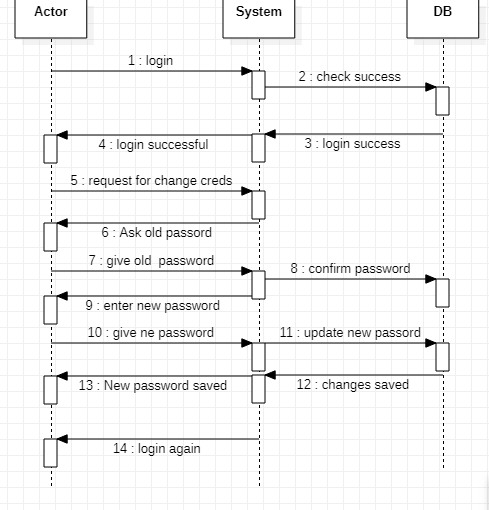 Actor
System
DB
1 : login
2 : check success
4 : login successful
3 : login success
5 : request for change creds
6 : Ask old passord
7 : give old  password
8 : confirm password
9 : enter new password
10 : give ne password
11 : update new passord
13 : New password saved
12 : changes saved
14 : login again